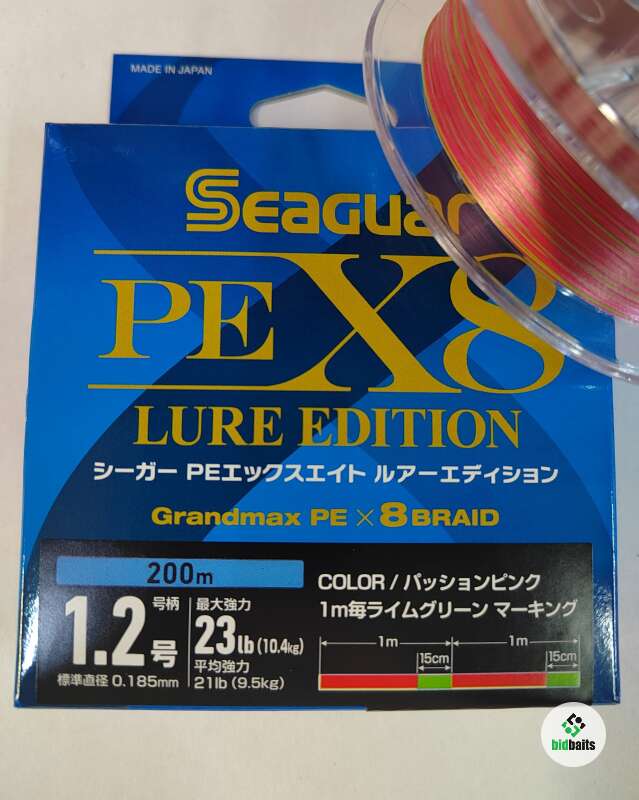 MADE IN JAPAN
SEAGUAR
PE X8
LURE EDITION
シーガー PEエックスエイト ルアーエディション
Grandmax PE × 8 BRAID
200m
1.2号
号柄
標準直径 0.185mm
最大強力
23lb (10.4kg)
平均強力
21lb (9.5kg)
COLOR / パッションピンク
1m毎ライムグリーン マーキング
1m 1m
15cm 15cm
bidbaits